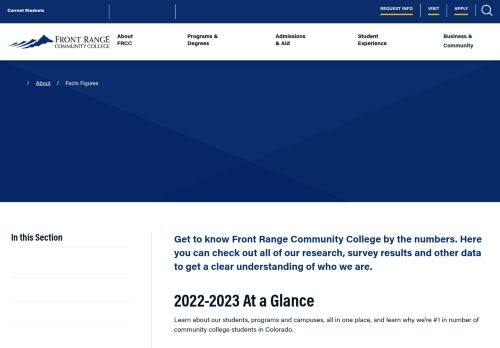 Current Students
REQUEST INFO
VISIT
APPLY
FRONT RANGE
COMMUNITY COLLEGE
About
FRCC
Programs &
Degrees
Admissions
& Aid
Student
Experience
Business &
Community
/ About / Facts Figures
In this Section
Get to know Front Range Community College by the numbers. Here
you can check out all of our research, survey results and other data
to get a clear understanding of who we are.
2022-2023 At a Glance
Learn about our students, programs and campuses, all in one place, and learn why we're #1 in number of
community college students in Colorado.